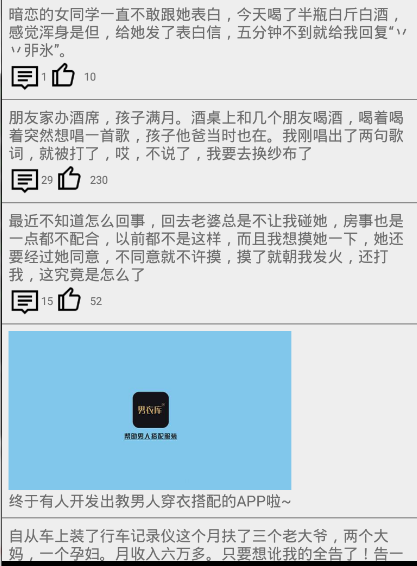 暗恋的女同学一直不敢跟她表白，今天喝了半瓶白斤白酒，
感觉浑身是但，给她发了表白信，五分钟不到就给我回复“丷
丷丣氺”。
1 10
朋友家办酒席，孩子满月。酒桌上和几个朋友喝酒，喝着喝
着突然想唱一首歌，孩子他爸当时也在。我刚唱出了两句歌
词，就被打了，哎，不说了，我要去换纱布了
29 230
最近不知道怎么回事，回去老婆总是不让我碰她，房事也是
一点都不配合，以前都不是这样，而且我想摸她一下，她还
要经过她同意，不同意就不许摸，摸了就朝我发火，还打
我，这究竟是怎么了
15 52
男衣库
帮助男人搭配服装
终于有人开发出教男人穿衣搭配的APP啦~
自从车上装了行车记录仪这个月扶了三个老大爷，两个大
妈，一个孕妇。月收入六万多。只要想讹我的全告了！告一